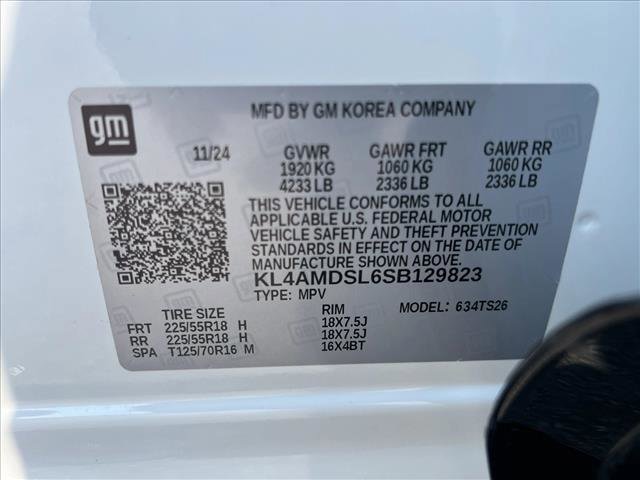 gm
MFD BY GM KOREA COMPANY
11/24 GVWR GAWR FRT GAWR RR
1920 KG 1060 KG 1060 KG
4233 LB 2336 LB 2336 LB
THIS VEHICLE CONFORMS TO ALL
APPLICABLE U.S. FEDERAL MOTOR
VEHICLE SAFETY AND THEFT PREVENTION
STANDARDS IN EFFECT ON THE DATE OF
MANUFACTURE SHOWN ABOVE.
KL4AMDSL6SB129823
TYPE: MPV MODEL: 634TS26
TIRE SIZE RIM
FRT 225/55R18 H 18X7.5J
RR 225/55R18 H 18X7.5J
SPA T125/70R16 M 16X4BT